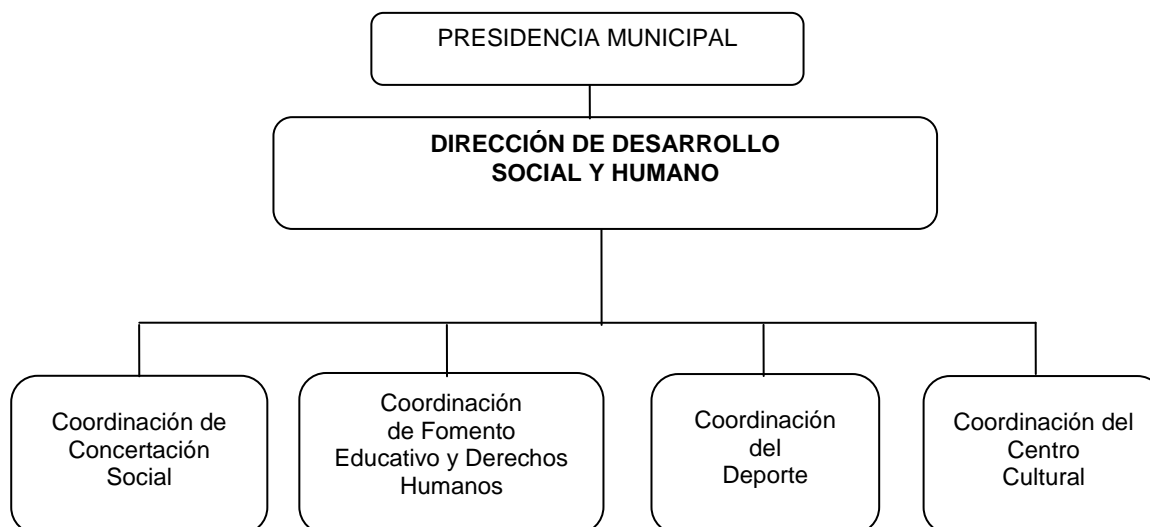 PRESIDENCIA MUNICIPAL
DIRECCIÓN DE DESARROLLO
SOCIAL Y HUMANO
Coordinación de
Concertación
Social
Coordinación
de Fomento
Educativo y Derechos
Humanos
Coordinación
del
Deporte
Coordinación del
Centro
Cultural